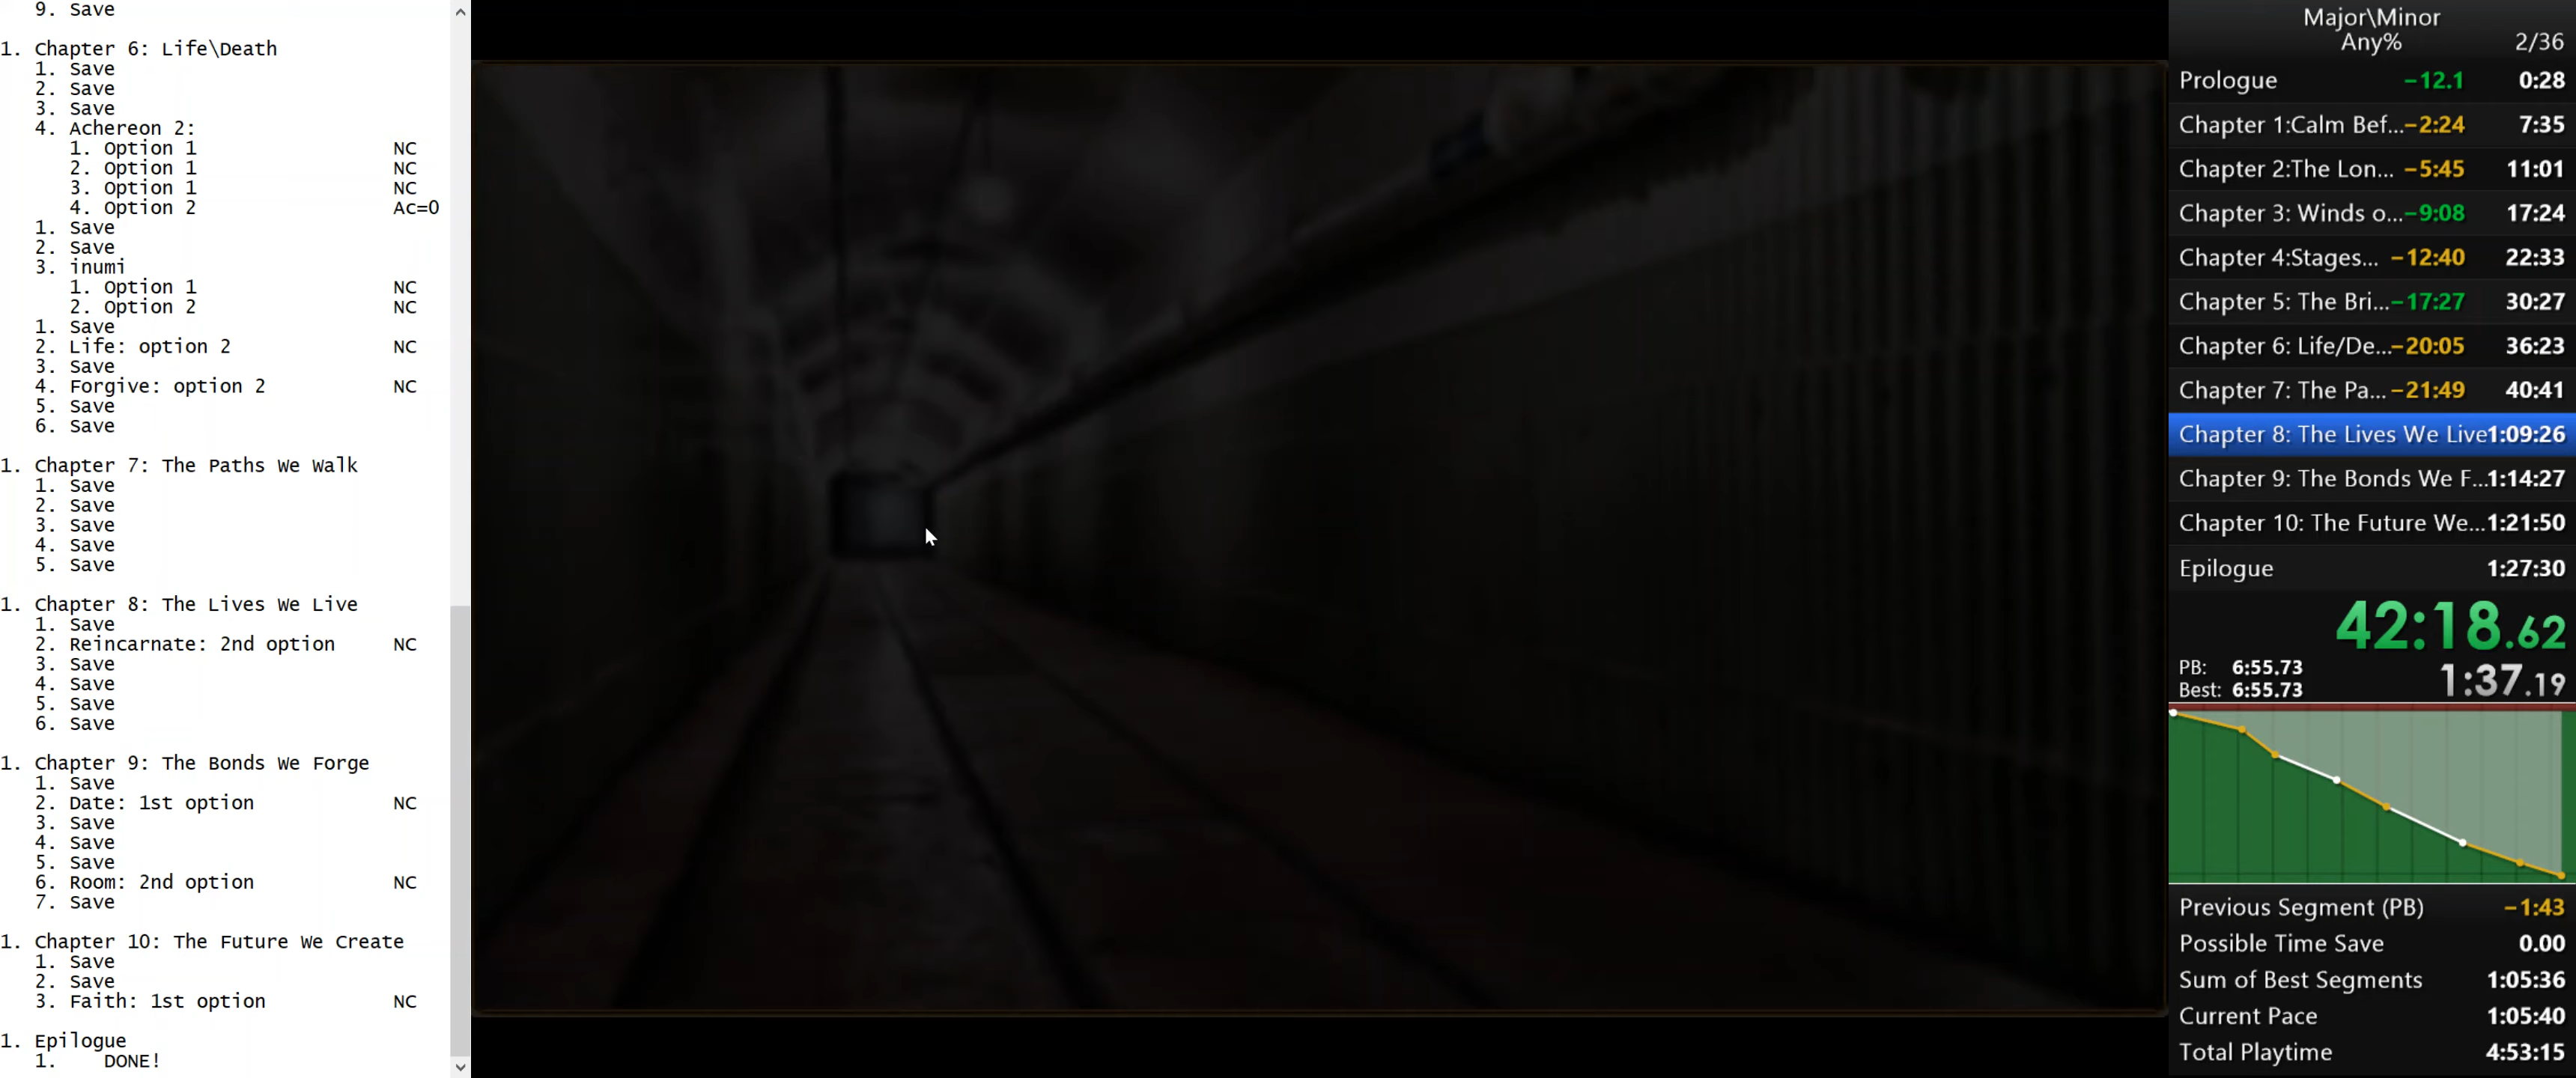 9. Save
1. Chapter 6: Life\Death
1. Save
2. Save
3. Save
4. Achereon 2:
1. Option 1 NC
2. Option 1 NC
3. Option 1 NC
4. Option 2 Ac=0
1. Save
2. Save
3. inumi
1. Option 1 NC
2. Option 2 NC
1. Save
2. Life: option 2 NC
3. Save
4. Forgive: option 2 NC
5. Save
6. Save
1. Chapter 7: The Paths We Walk
1. Save
2. Save
3. Save
4. Save
5. Save
1. Chapter 8: The Lives We Live
1. Save
2. Reincarnate: 2nd option NC
3. Save
4. Save
5. Save
6. Save
1. Chapter 9: The Bonds We Forge
1. Save
2. Date: 1st option NC
3. Save
4. Save
5. Save
6. Room: 2nd option NC
7. Save
1. Chapter 10: The Future We Create
1. Save
2. Save
3. Faith: 1st option NC
1. Epilogue
1. DONE!
Major\Minor
Any% 2/36
Prologue −12.1 0:28
Chapter 1:Calm Bef... −2:24 7:35
Chapter 2:The Lon... −5:45 11:01
Chapter 3: Winds o... −9:08 17:24
Chapter 4:Stages... −12:40 22:33
Chapter 5: The Bri... −17:27 30:27
Chapter 6: Life/De... −20:05 36:23
Chapter 7: The Pa... −21:49 40:41
Chapter 8: The Lives We Live 1:09:26
Chapter 9: The Bonds We F... 1:14:27
Chapter 10: The Future We... 1:21:50
Epilogue 1:27:30
42:18.62
PB: 6:55.73
Best: 6:55.73
1:37.19
Previous Segment (PB) −1:43
Possible Time Save 0.00
Sum of Best Segments 1:05:36
Current Pace 1:05:40
Total Playtime 4:53:15